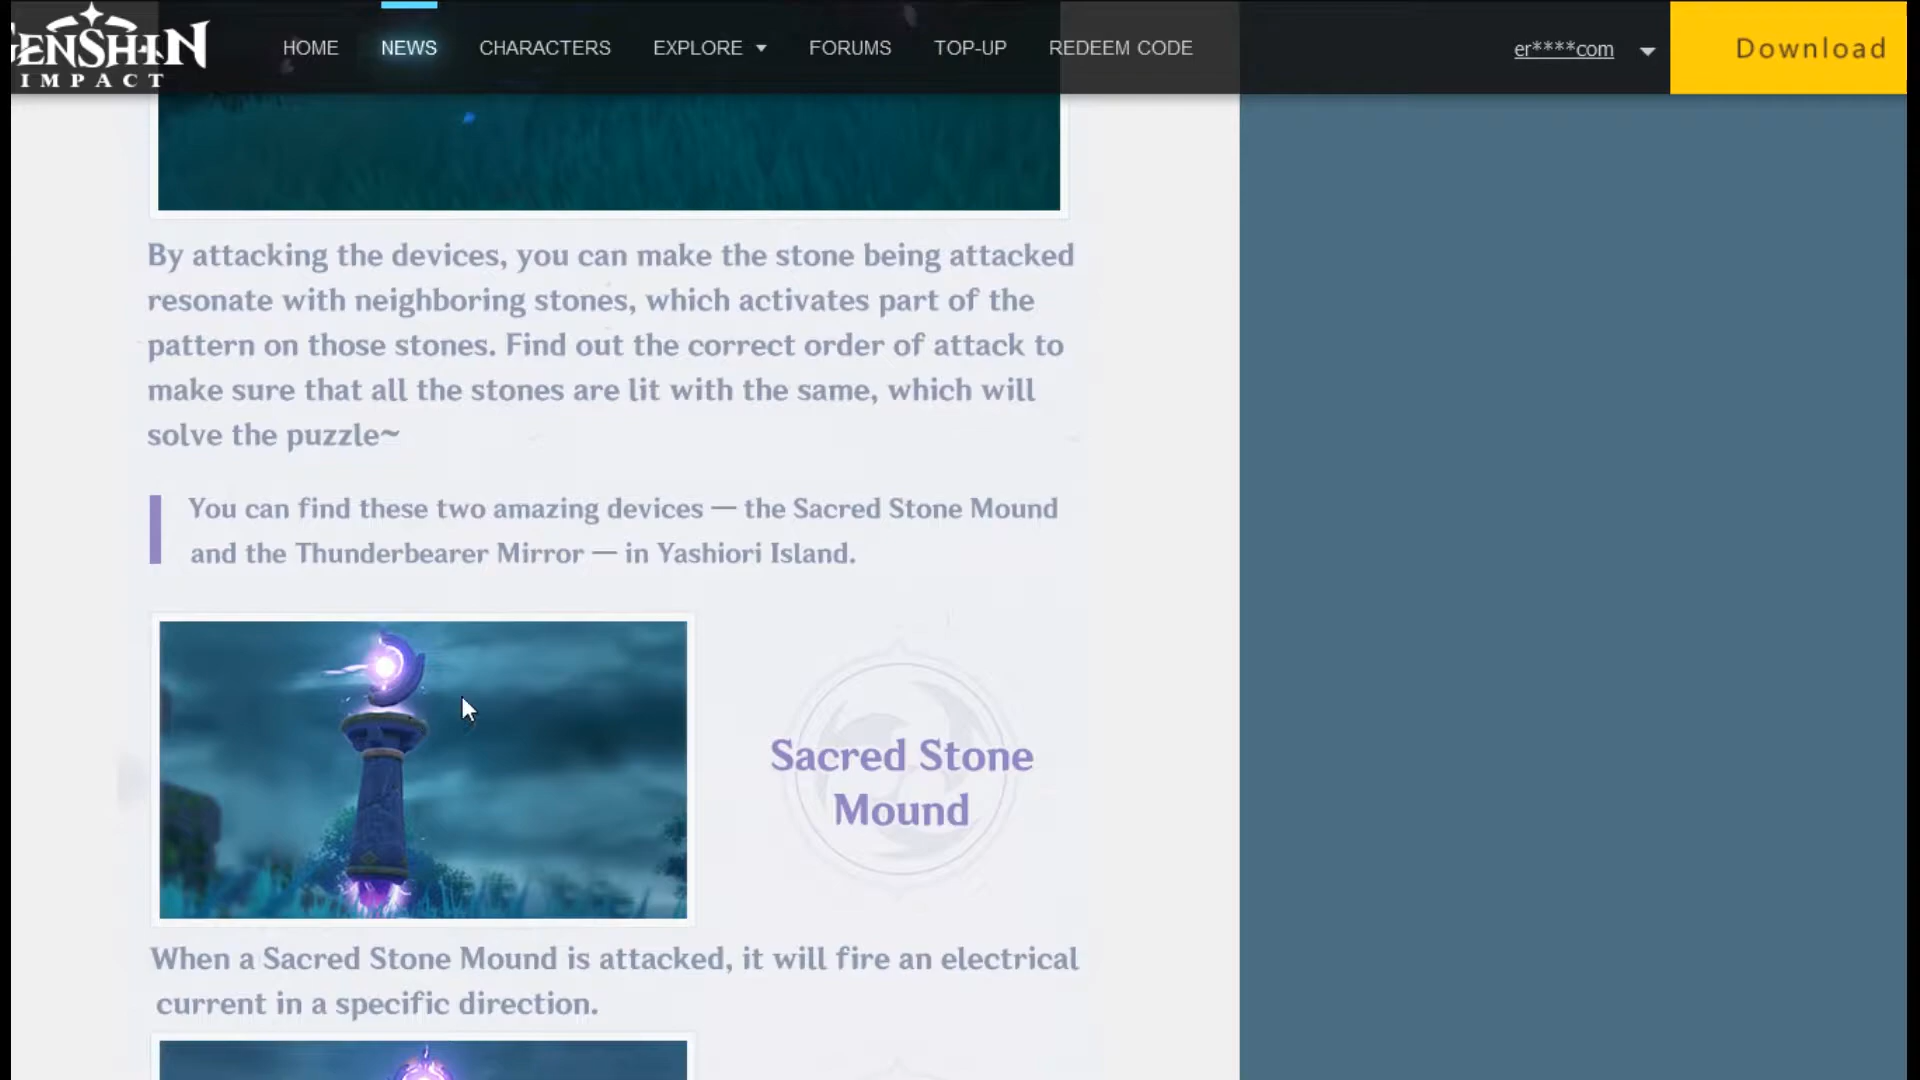 GENSHIN
IMPACT
HOME NEWS CHARACTERS EXPLORE FORUMS TOP-UP REDEEM CODE er****com Download
By attacking the devices, you can make the stone being attacked
resonate with neighboring stones, which activates part of the
pattern on those stones. Find out the correct order of attack to
make sure that all the stones are lit with the same, which will
solve the puzzle~
You can find these two amazing devices — the Sacred Stone Mound
and the Thunderbearer Mirror — in Yashiori Island.
Sacred Stone
Mound
When a Sacred Stone Mound is attacked, it will fire an electrical
current in a specific direction.